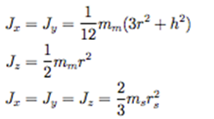 J_x = J_y = \frac{1}{12} m_m (3r^2 + h^2)
J_z = \frac{1}{2} m_m r^2
J_x = J_y = J_z = \frac{2}{3} m_s r_s^2